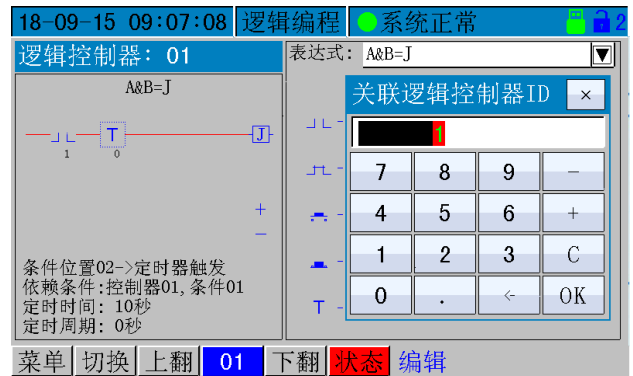 18-09-15 09:07:08 逻辑编程 系统正常 2
逻辑控制器: 01
表达式: A&B=J
A&B=J
T J
1 0
+
−
条件位置02->定时器触发
依赖条件:控制器01,条件01
定时时间: 10秒
定时周期: 0秒
T
关联逻辑控制器ID ×
1
7 8 9 −
4 5 6 +
1 2 3 C
0 . <- OK
菜单 切换 上翻 01 下翻 状态 编辑